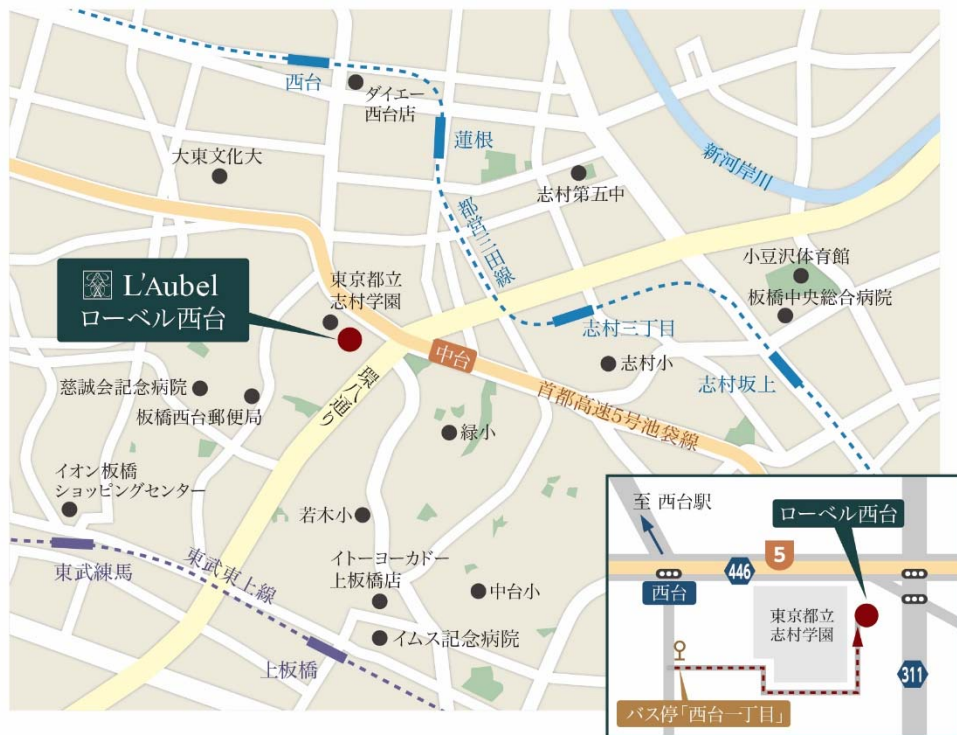 西台
ダイエー
西台店
蓮根
大東文化大
志村第五中
新河岸川
都営三田線
小豆沢体育館
板橋中央総合病院
L'Aubel
ローベル西台
東京都立
志村学園
志村三丁目
中台
志村小
志村坂上
慈誠会記念病院
板橋西台郵便局
環八通り
首都高速5号池袋線
緑小
イオン板橋
ショッピングセンター
若木小
東武練馬
東武東上線
イトーヨーカドー
上板橋店
中台小
イムス記念病院
上板橋
至 西台駅
ローベル西台
5
446
西台
東京都立
志村学園
311
バス停「西台一丁目」